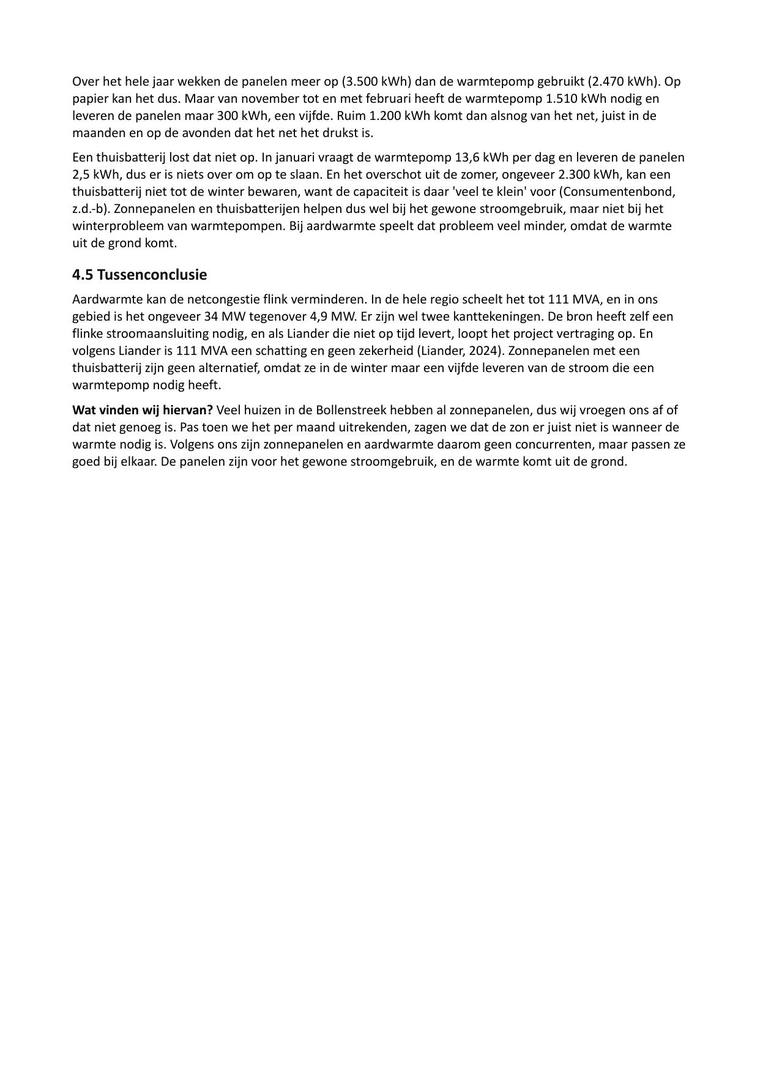 Over het hele jaar wekken de panelen meer op (3.500 kWh) dan de warmtepomp gebruikt (2.470 kWh). Op
papier kan het dus. Maar van november tot en met februari heeft de warmtepomp 1.510 kWh nodig en
leveren de panelen maar 300 kWh, een vijfde. Ruim 1.200 kWh komt dan alsnog van het net, juist in de
maanden en op de avonden dat het net het drukst is.
Een thuisbatterij lost dat niet op. In januari vraagt de warmtepomp 13,6 kWh per dag en leveren de panelen
2,5 kWh, dus er is niets over om op te slaan. En het overschot uit de zomer, ongeveer 2.300 kWh, kan een
thuisbatterij niet tot de winter bewaren, want de capaciteit is daar 'veel te klein' voor (Consumentenbond,
z.d.-b). Zonnepanelen en thuisbatterijen helpen dus wel bij het gewone stroomgebruik, maar niet bij het
winterprobleem van warmtepompen. Bij aardwarmte speelt dat probleem veel minder, omdat de warmte
uit de grond komt.
4.5 Tussenconclusie
Aardwarmte kan de netcongestie flink verminderen. In de hele regio scheelt het tot 111 MVA, en in ons
gebied is het ongeveer 34 MW tegenover 4,9 MW. Er zijn wel twee kanttekeningen. De bron heeft zelf een
flinke stroomaansluiting nodig, en als Liander die niet op tijd levert, loopt het project vertraging op. En
volgens Liander is 111 MVA een schatting en geen zekerheid (Liander, 2024). Zonnepanelen met een
thuisbatterij zijn geen alternatief, omdat ze in de winter maar een vijfde leveren van de stroom die een
warmtepomp nodig heeft.
Wat vinden wij hiervan? Veel huizen in de Bollenstreek hebben al zonnepanelen, dus wij vroegen ons af of
dat niet genoeg is. Pas toen we het per maand uitrekenden, zagen we dat de zon er juist niet is wanneer de
warmte nodig is. Volgens ons zijn zonnepanelen en aardwarmte daarom geen concurrenten, maar passen ze
goed bij elkaar. De panelen zijn voor het gewone stroomgebruik, en de warmte komt uit de grond.